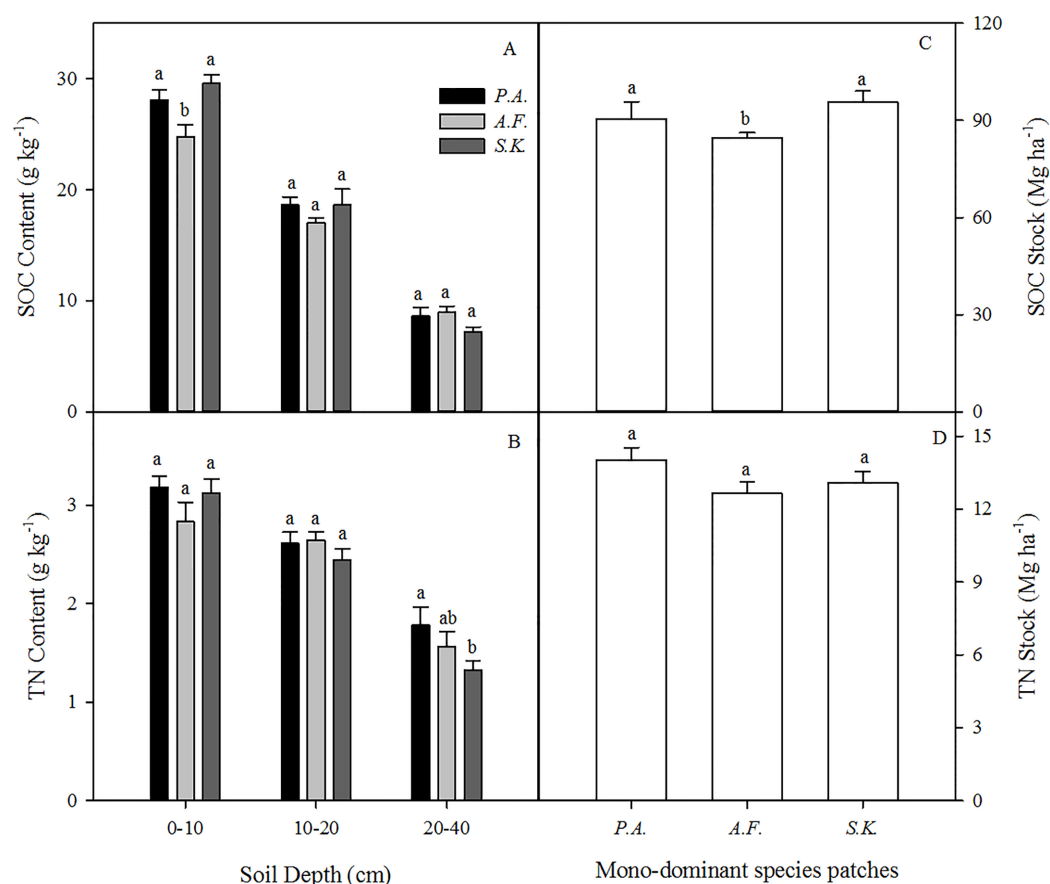 A
a
b
a
a
a
a
a
a
a
P.A.
A.F.
S.K.
30
20
10
0
SOC Content (g kg-1)
C
a
b
a
120
90
60
30
0
SOC Stock (Mg ha-1)
B
a
a
a
a
a
a
a
ab
b
3
2
1
0
TN Content (g kg-1)
0-10
10-20
20-40
Soil Depth (cm)
D
a
a
a
15
12
9
6
3
0
TN Stock (Mg ha-1)
P.A.
A.F.
S.K.
Mono-dominant species patches